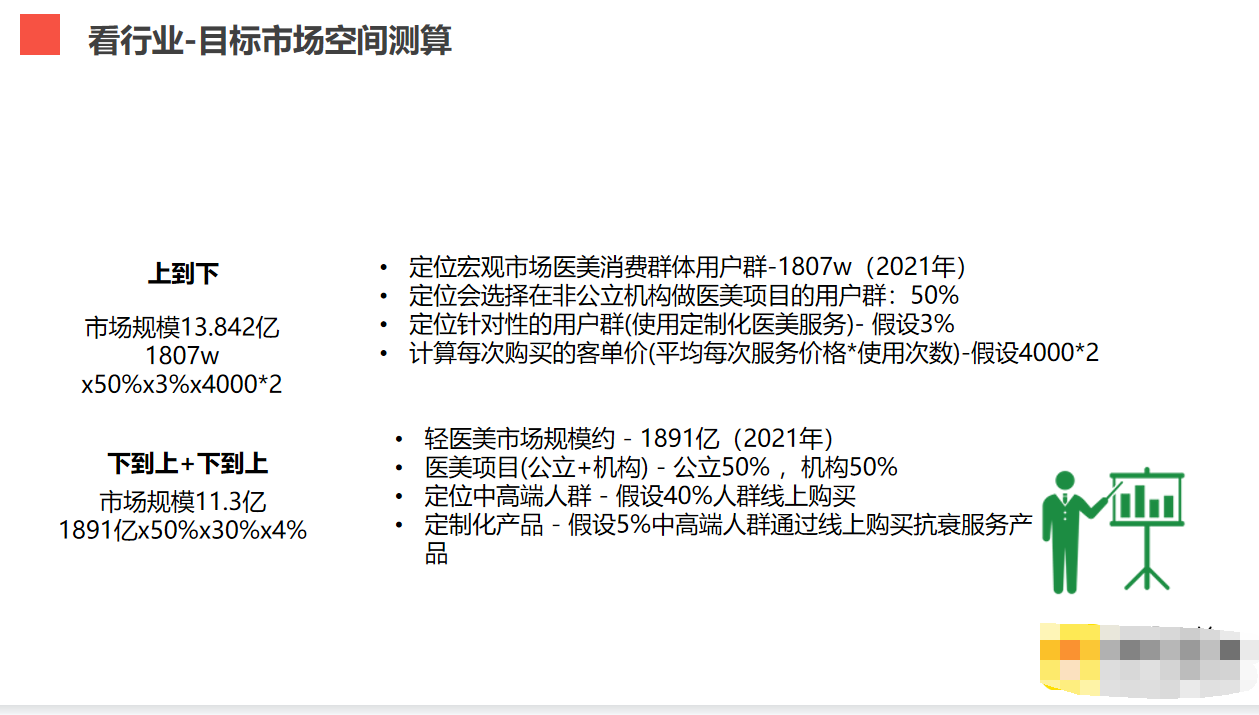 看行业-目标市场空间测算
上到下
市场规模13.842亿
1807w
x50%x3%x4000*2
• 定位宏观市场医美消费群体用户群-1807w（2021年）
• 定位会选择在非公立机构做医美项目的用户群：50%
• 定位针对性的用户群(使用定制化医美服务)- 假设3%
• 计算每次购买的客单价(平均每次服务价格*使用次数)-假设4000*2
下到上+下到上
市场规模11.3亿
1891亿x50%x30%x4%
• 轻医美市场规模约 - 1891亿（2021年）
• 医美项目(公立+机构) - 公立50% ，机构50%
• 定位中高端人群 - 假设40%人群线上购买
• 定制化产品 - 假设5%中高端人群通过线上购买抗衰服务产
品